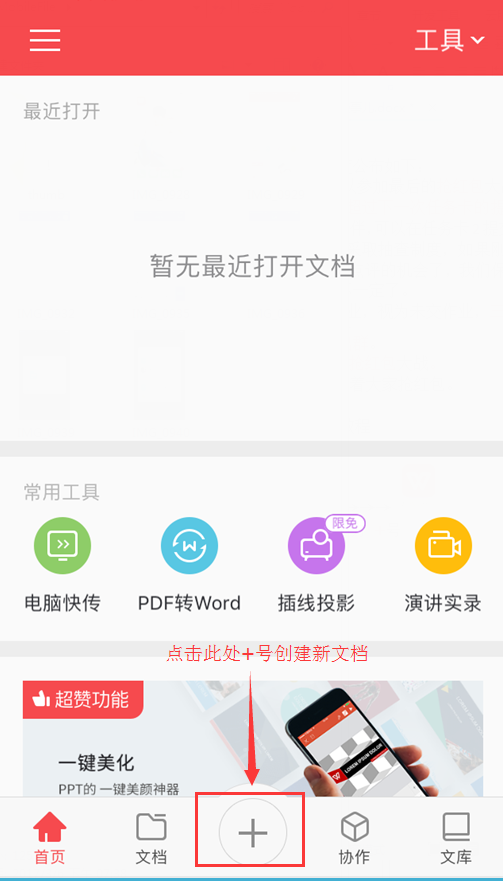 工具
最近打开
暂无最近打开文档
常用工具
限免
电脑快传
PDF转Word
插线投影
演讲实录
点击此处+号创建新文档
超赞功能
一键美化
PPT的 一键美颜神器
LOREM IPSUM DOLOR
首页
文档
协作
文库